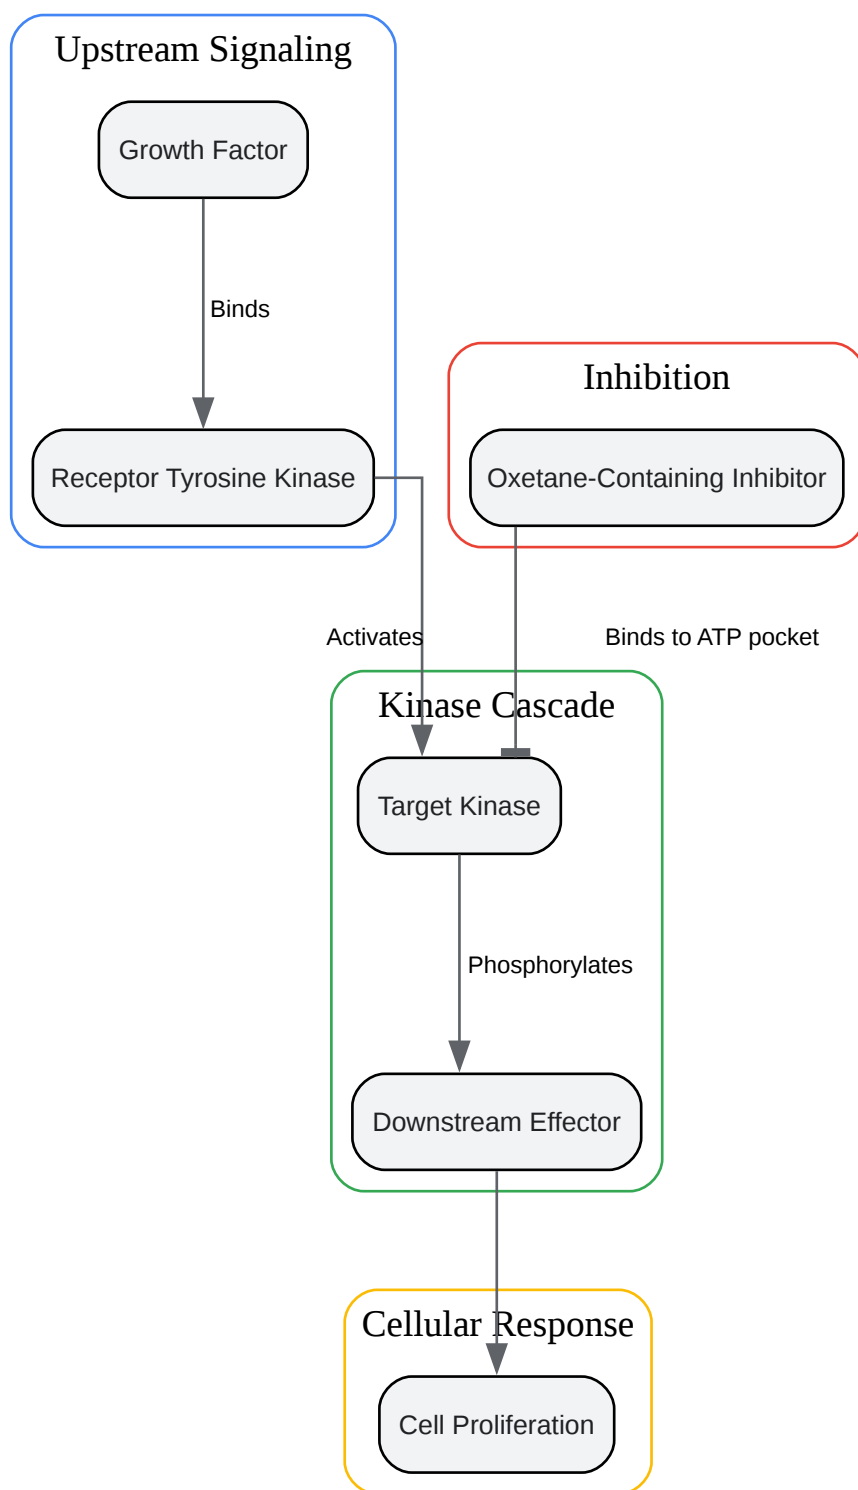 Upstream Signaling
Growth Factor
Binds
Receptor Tyrosine Kinase
Inhibition
Oxetane-Containing Inhibitor
Activates
Binds to ATP pocket
Kinase Cascade
Target Kinase
Phosphorylates
Downstream Effector
Cellular Response
Cell Proliferation